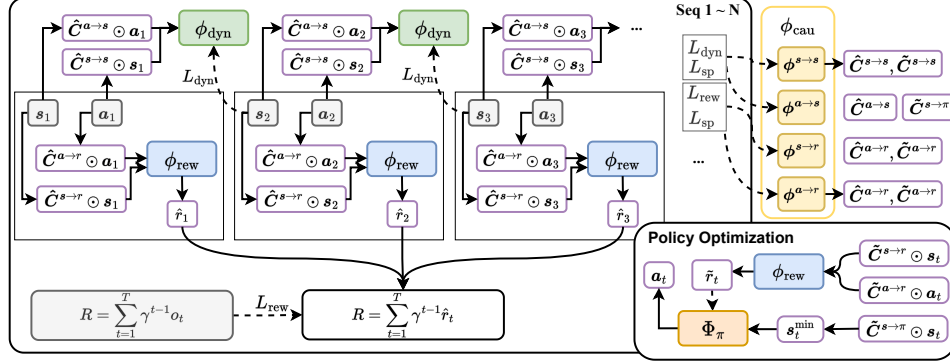 Ĉ^{a→s} ⊙ a_1
ϕ_dyn
Ĉ^{a→s} ⊙ a_2
ϕ_dyn
Ĉ^{a→s} ⊙ a_3
...
Seq 1 ~ N
Ĉ^{s→s} ⊙ s_1
Ĉ^{s→s} ⊙ s_2
Ĉ^{s→s} ⊙ s_3
L_dyn
L_dyn
s_1
a_1
s_2
a_2
s_3
a_3
Ĉ^{a→r} ⊙ a_1
ϕ_rew
Ĉ^{a→r} ⊙ a_2
ϕ_rew
Ĉ^{a→r} ⊙ a_3
ϕ_rew
Ĉ^{s→r} ⊙ s_1
Ĉ^{s→r} ⊙ s_2
Ĉ^{s→r} ⊙ s_3
r̂_1
r̂_2
r̂_3
R = ∑_{t=1}^{T} γ^{t−1} o_t
L_rew
R = ∑_{t=1}^{T} γ^{t−1} r̂_t
L_dyn
L_sp
L_rew
L_sp
...
ϕ_cau
ϕ^{s→s}
Ĉ^{s→s}, C̃^{s→s}
ϕ^{a→s}
Ĉ^{a→s}
C̃^{s→π}
ϕ^{s→r}
Ĉ^{a→r}, C̃^{a→r}
ϕ^{a→r}
Ĉ^{a→r}, C̃^{a→r}
Policy Optimization
a_t
r̃_t
ϕ_rew
C̃^{s→r} ⊙ s_t
C̃^{a→r} ⊙ a_t
Φ_π
s_t^{min}
C̃^{s→π} ⊙ s_t